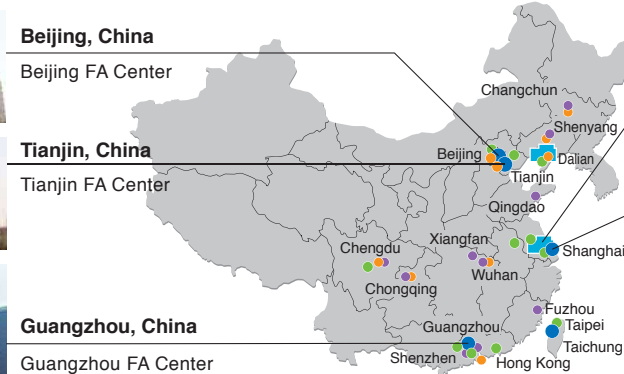 Beijing, China
Beijing FA Center
Tianjin, China
Tianjin FA Center
Guangzhou, China
Guangzhou FA Center
Changchun
Shenyang
Beijing
Dalian
Tianjin
Qingdao
Chengdu
Xiangfan
Shanghai
Chongqing
Wuhan
Fuzhou
Guangzhou
Taipei
Taichung
Shenzhen
Hong Kong